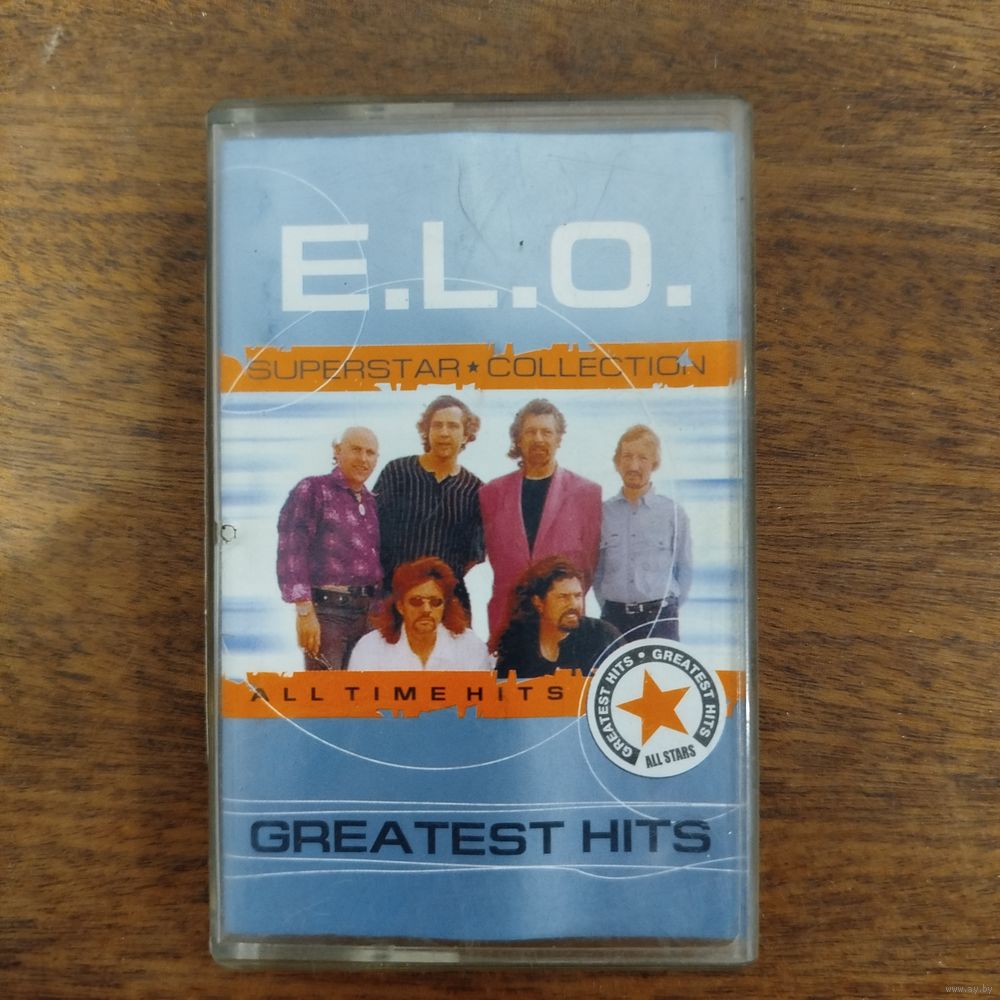 E.L.O.
SUPERSTAR ★ COLLECTION
ALL TIME HITS
GREATEST HITS • GREATEST HITS
ALL STARS
GREATEST HITS
www.ay.by